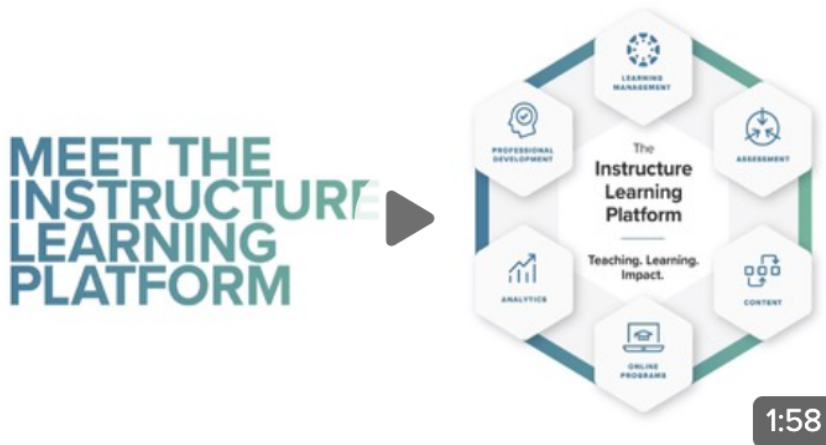 MEET THE
INSTRUCTURE
LEARNING
PLATFORM
LEARNING
MANAGEMENT
PROFESSIONAL
DEVELOPMENT
ASSESSMENT
The
Instructure
Learning
Platform
Teaching. Learning.
Impact.
ANALYTICS
CONTENT
ONLINE
PROGRAMS
1:58